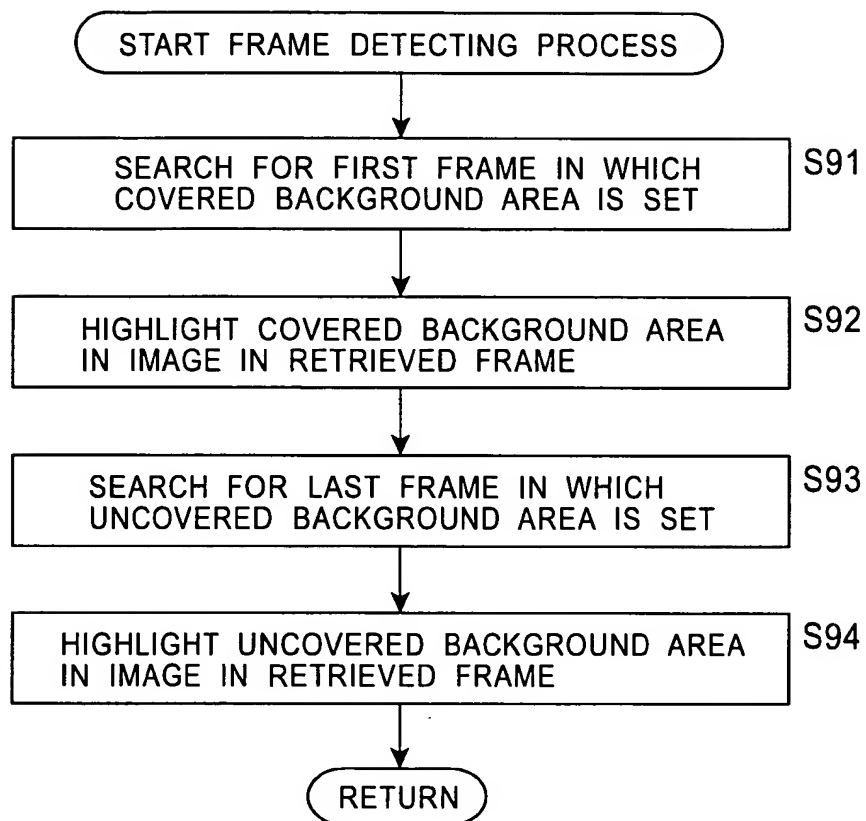 START FRAME DETECTING PROCESS
SEARCH FOR FIRST FRAME IN WHICH
COVERED BACKGROUND AREA IS SET
S91
HIGHLIGHT COVERED BACKGROUND AREA
IN IMAGE IN RETRIEVED FRAME
S92
SEARCH FOR LAST FRAME IN WHICH
UNCOVERED BACKGROUND AREA IS SET
S93
HIGHLIGHT UNCOVERED BACKGROUND AREA
IN IMAGE IN RETRIEVED FRAME
S94
RETURN